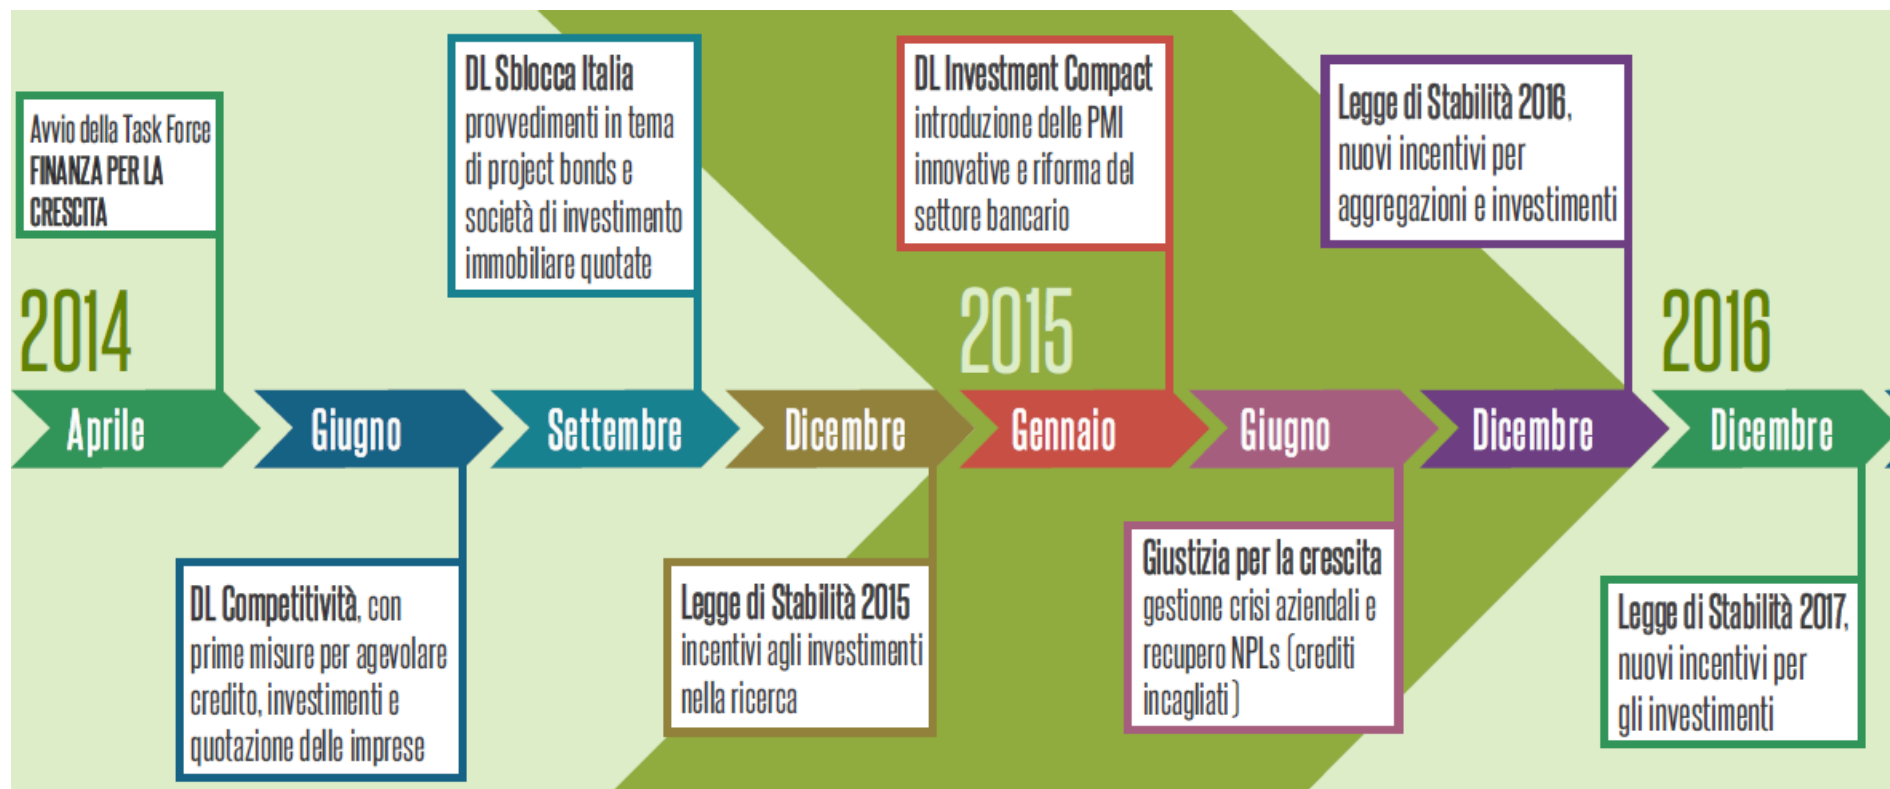 Avvio della Task Force
FINANZA PER LA
CRESCITA
2014
Aprile
DL Competitività, con
prime misure per agevolare
credito, investimenti e
quotazione delle imprese
Giugno
DL Sblocca Italia
provvedimenti in tema
di project bonds e
società di investimento
immobiliare quotate
Settembre
Legge di Stabilità 2015
incentivi agli investimenti
nella ricerca
Dicembre
DL Investment Compact
introduzione delle PMI
innovative e riforma del
settore bancario
2015
Gennaio
Giustizia per la crescita
gestione crisi aziendali e
recupero NPLs (crediti
incagliati )
Giugno
Legge di Stabilità 2016,
nuovi incentivi per
aggregazioni e investimenti
Dicembre
2016
Dicembre
Legge di Stabilità 2017,
nuovi incentivi per
gli investimenti